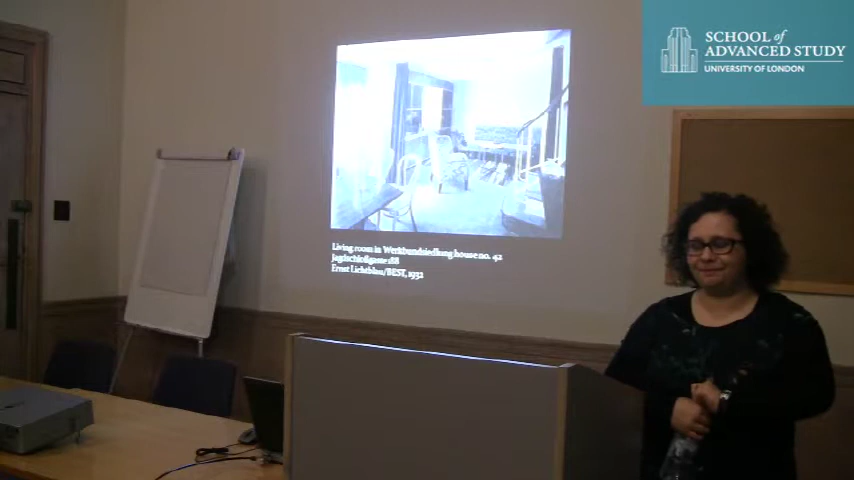 SCHOOL of
ADVANCED STUDY
UNIVERSITY OF LONDON
Living room in Werkbundsiedlung house no. 42
Jagdschloßgasse 88
Ernst Lichtblau/BEST, 1932